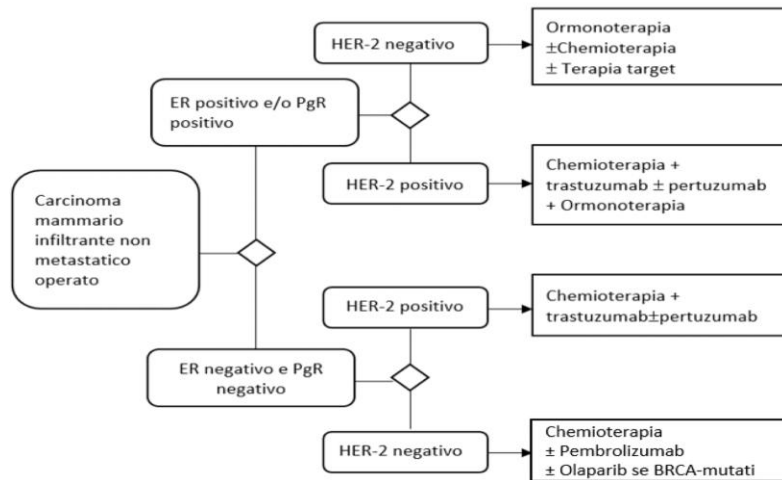 HER-2 negativo
Ormonoterapia
±Chemioterapia
± Terapia target
ER positivo e/o PgR
positivo
HER-2 positivo
Chemioterapia +
trastuzumab ± pertuzumab
+ Ormonoterapia
Carcinoma
mammario
infiltrante non
metastatico
operato
HER-2 positivo
Chemioterapia +
trastuzumab±pertuzumab
ER negativo e PgR
negativo
HER-2 negativo
Chemioterapia
± Pembrolizumab
± Olaparib se BRCA-mutati